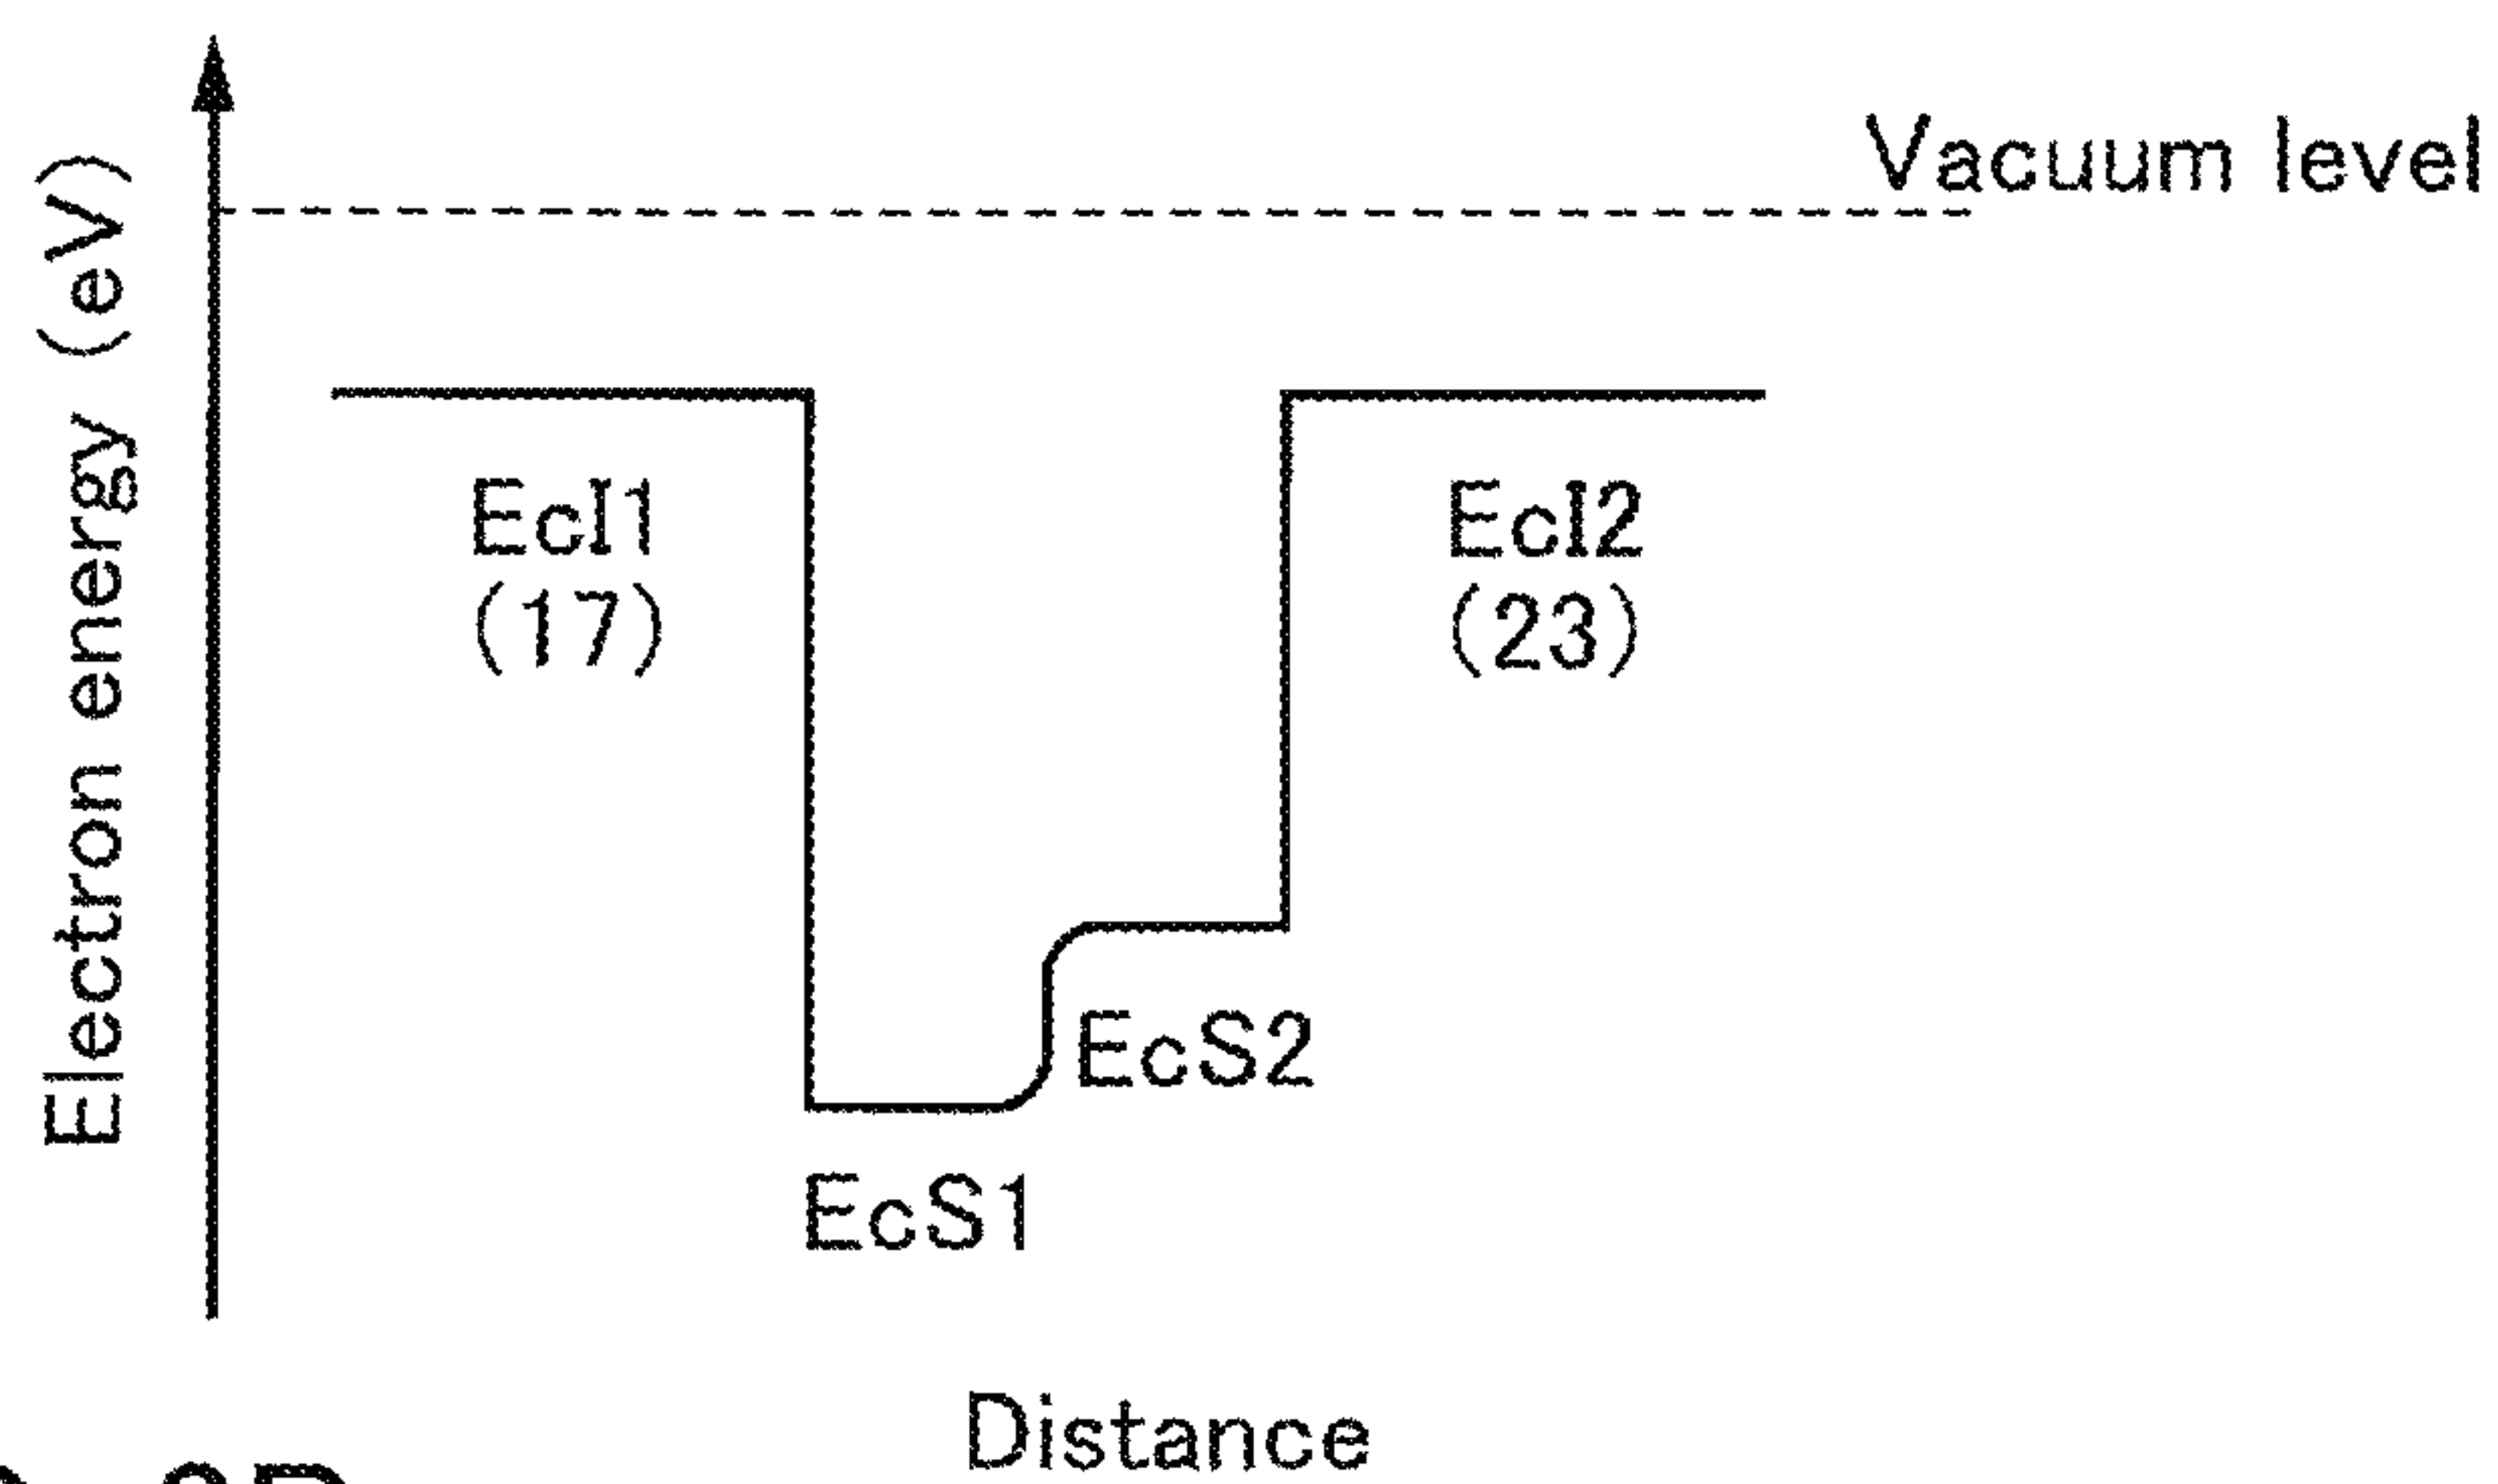 Vacuum level
Electron energy (eV)
EcI1
(17)
EcI2
(23)
EcS2
EcS1
Distance